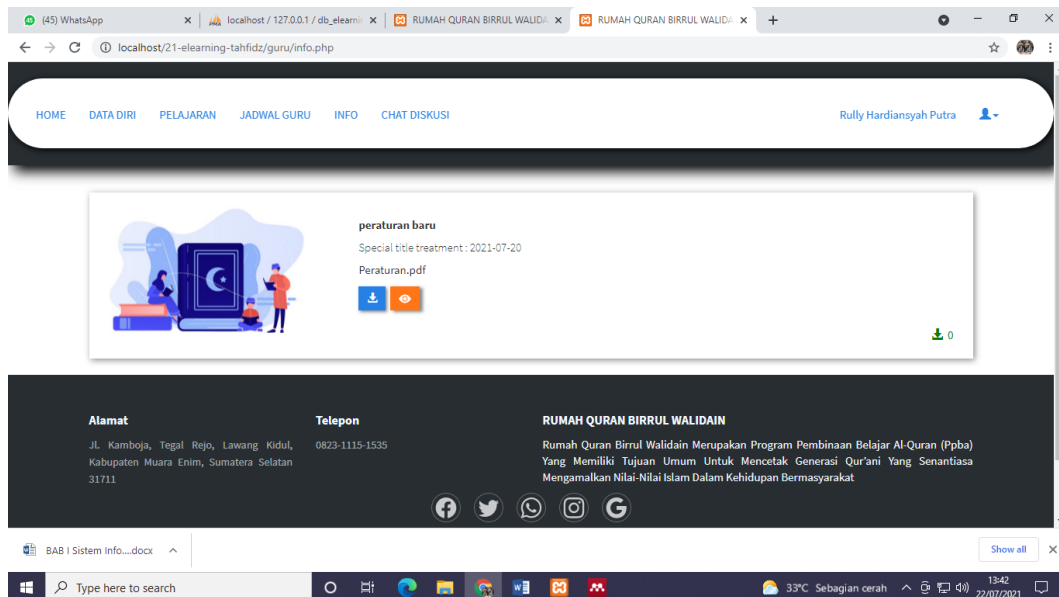 (45) WhatsApp
localhost / 127.0.0.1 / db_elearni
RUMAH QURAN BIRRUL WALIDA
RUMAH QURAN BIRRUL WALIDA
localhost/21-elearning-tahfidz/guru/info.php
HOME DATA DIRI PELAJARAN JADWAL GURU INFO CHAT DISKUSI Rully Hardiansyah Putra
peraturan baru
Special title treatment : 2021-07-20
Peraturan.pdf
0
Alamat
Jl. Kamboja, Tegal Rejo, Lawang Kidul,
Kabupaten Muara Enim, Sumatera Selatan
31711
Telepon
0823-1115-1535
RUMAH QURAN BIRRUL WALIDAIN
Rumah Quran Birrul Walidain Merupakan Program Pembinaan Belajar Al-Quran (Ppba)
Yang Memiliki Tujuan Umum Untuk Mencetak Generasi Qur'ani Yang Senantiasa
Mengamalkan Nilai-Nilai Islam Dalam Kehidupan Bermasyarakat
BAB I Sistem Info....docx
Show all
Type here to search
33°C Sebagian cerah
13:42
22/07/2021